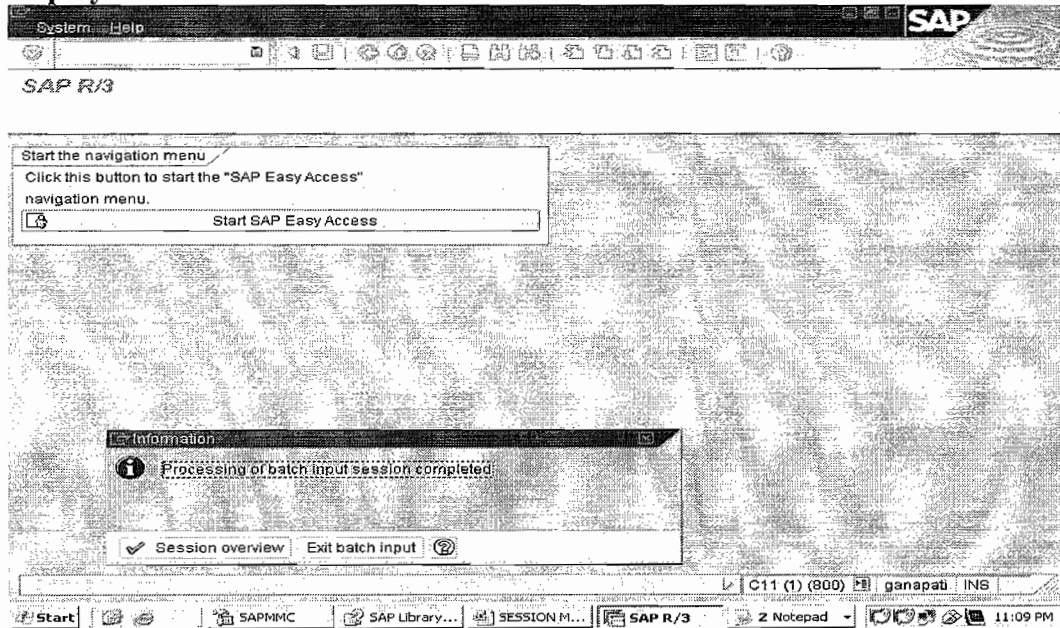 System Help
SAP
SAP R/3
Start the navigation menu
Click this button to start the "SAP Easy Access"
navigation menu.
Start SAP Easy Access
Information
Processing of batch input session completed
Session overview Exit batch input
C11 (1) (800) ganapati INS
Start SAPMMC SAP Library... SESSION M... SAP R/3 2 Notepad 11:09 PM